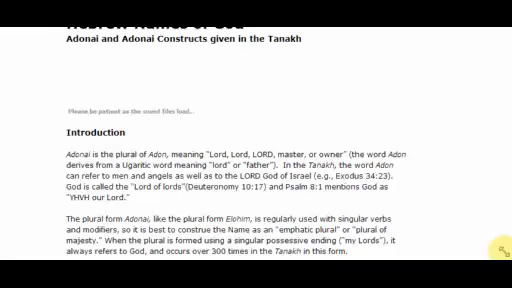 Hebrew Names of God
Adonai and Adonai Constructs given in the Tanakh
Please be patient as the sound files load...
Introduction
Adonai is the plural of Adon, meaning "Lord, Lord, LORD, master, or owner" (the word Adon
derives from a Ugaritic word meaning "lord" or "father").  In the Tanakh, the word Adon
can refer to men and angels as well as to the LORD God of Israel (e.g., Exodus 34:23).
God is called the "Lord of lords"(Deuteronomy 10:17) and Psalm 8:1 mentions God as
"YHVH our Lord."
The plural form Adonai, like the plural form Elohim, is regularly used with singular verbs
and modifiers, so it is best to construe the Name as an "emphatic plural" or "plural of
majesty." When the plural is formed using a singular possessive ending ("my Lords"), it
always refers to God, and occurs over 300 times in the Tanakh in this form.